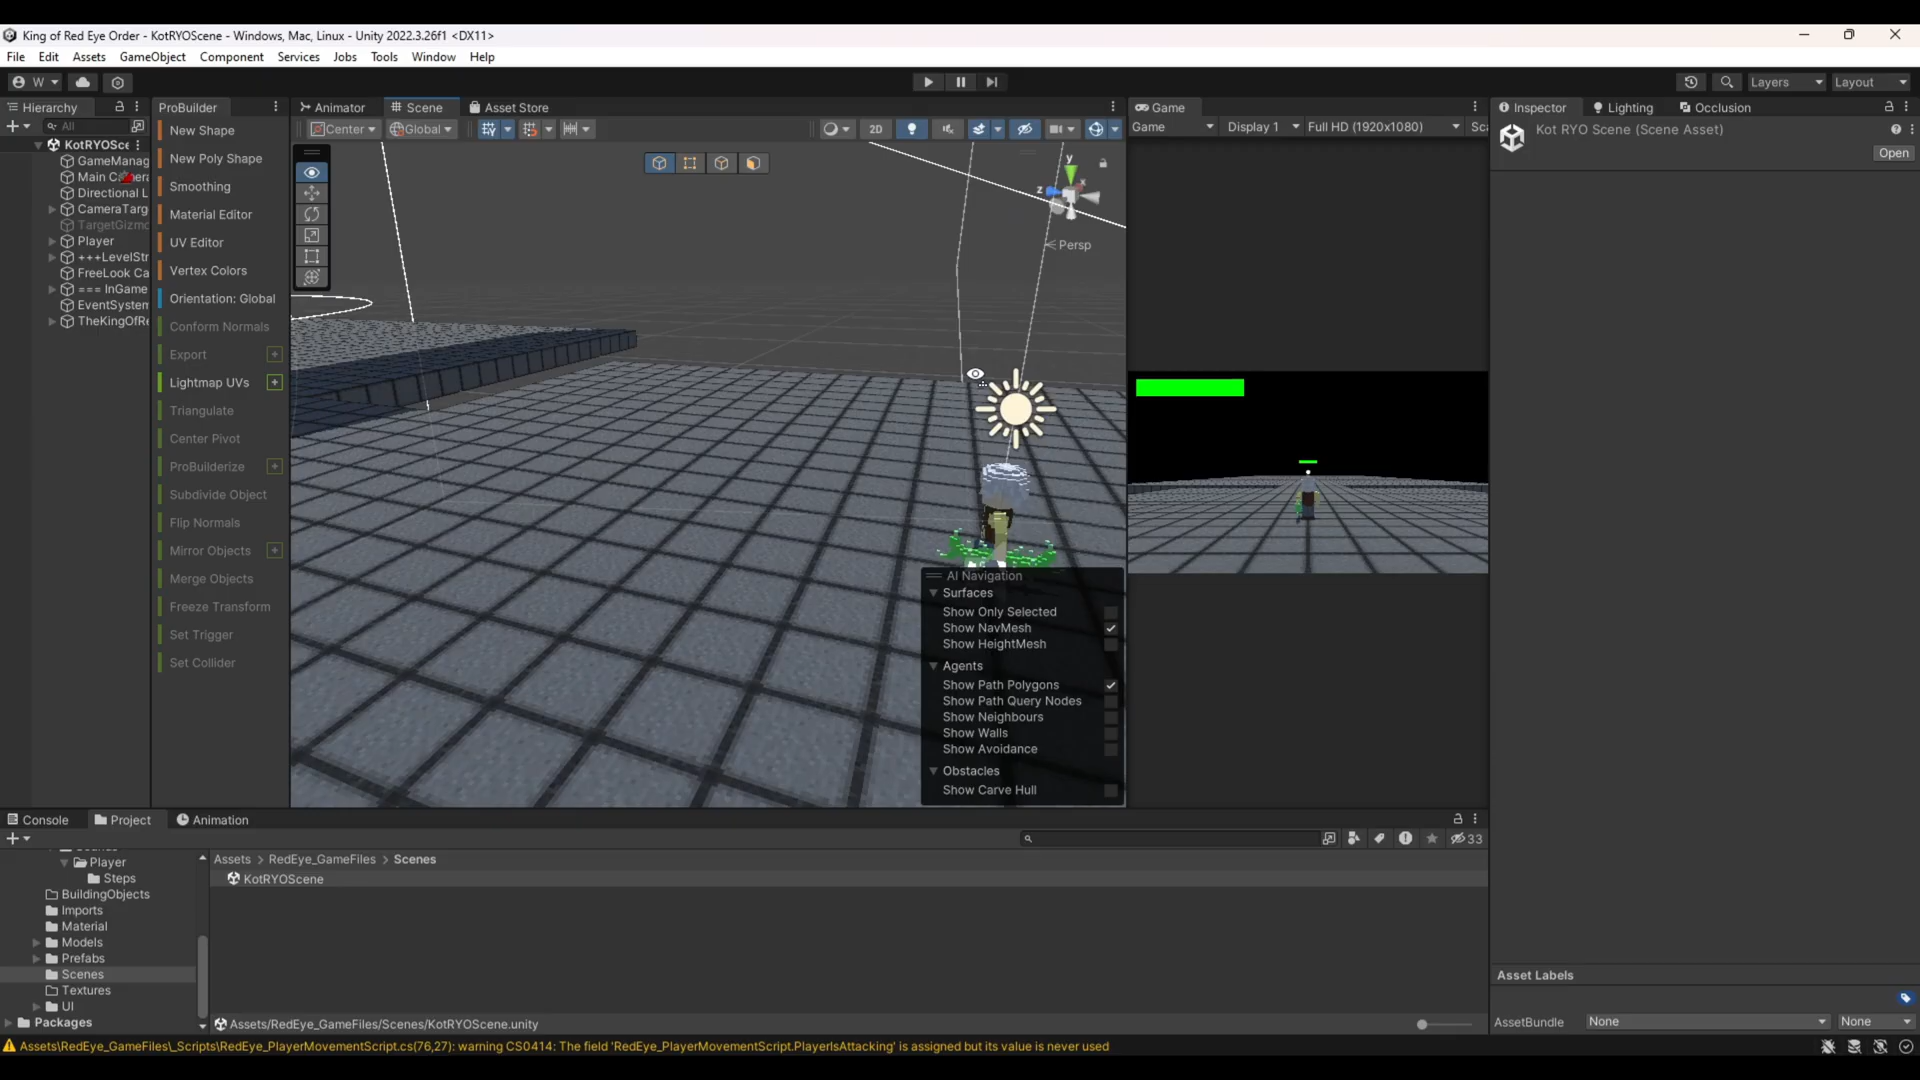 King of Red Eye Order - KotRYOScene - Windows, Mac, Linux - Unity 2022.3.26f1 <DX11>
File Edit Assets GameObject Component Services Jobs Tools Window Help
W Layers Layout
Hierarchy
All
KotRYOSce
GameManag
Main Camera
Directional L
CameraTarg
TargetGizmo
Player
+++LevelStr
FreeLook Ca
=== InGame
EventSystem
TheKingOfRe
ProBuilder
New Shape
New Poly Shape
Smoothing
Material Editor
UV Editor
Vertex Colors
Orientation: Global
Conform Normals
Export +
Lightmap UVs +
Triangulate
Center Pivot
ProBuilderize +
Subdivide Object
Flip Normals
Mirror Objects +
Merge Objects
Freeze Transform
Set Trigger
Set Collider
Animator Scene Asset Store
Center Global 2D
y
z x
Persp
AI Navigation
Surfaces
Show Only Selected
Show NavMesh
Show HeightMesh
Agents
Show Path Polygons
Show Path Query Nodes
Show Neighbours
Show Walls
Show Avoidance
Obstacles
Show Carve Hull
Game
Game Display 1 Full HD (1920x1080) Sca
Inspector Lighting Occlusion
Kot RYO Scene (Scene Asset)
Open
Asset Labels
AssetBundle None None
Console Project Animation
33
Player
Steps
BuildingObjects
Imports
Material
Models
Prefabs
Scenes
Textures
UI
Packages
Assets > RedEye_GameFiles > Scenes
KotRYOScene
Assets/RedEye_GameFiles/Scenes/KotRYOScene.unity
Assets\RedEye_GameFiles\_Scripts\RedEye_PlayerMovementScript.cs(76,27): warning CS0414: The field 'RedEye_PlayerMovementScript.PlayerIsAttacking' is assigned but its value is never used